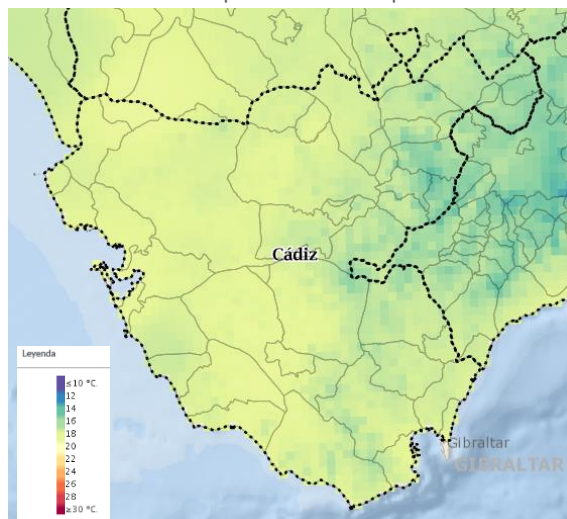 Cádiz
Leyenda
≤10 °C.
12
14
16
18
20
22
24
26
28
≥30 °C.
Gibraltar
GIBRALTAR